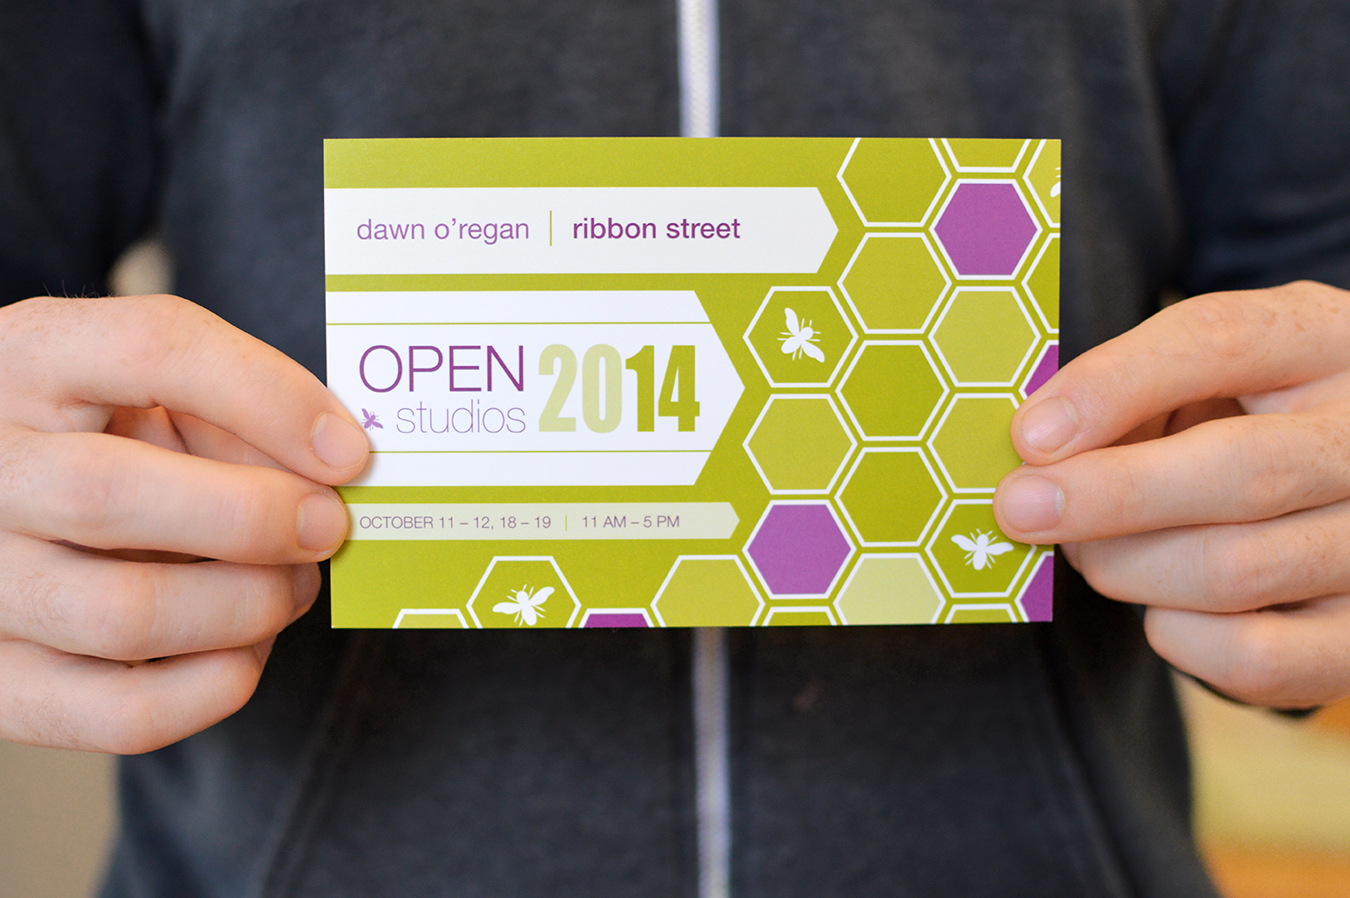 dawn o’regan | ribbon street
OPEN 2014
studios
OCTOBER 11 – 12, 18 – 19 | 11 AM – 5 PM